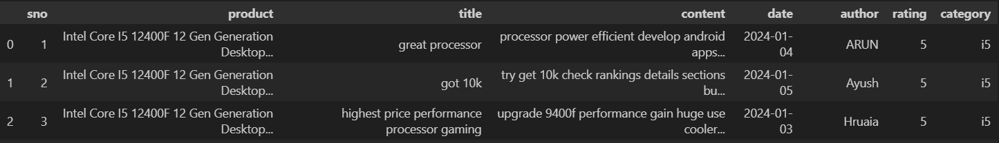 sno product title content date author rating category
0 1 Intel Core I5 12400F 12 Gen Generation Desktop... great processor processor power efficient develop android apps... 2024-01-04 ARUN 5 i5
1 2 Intel Core I5 12400F 12 Gen Generation Desktop... got 10k try get 10k check rankings details sections bu... 2024-01-05 Ayush 5 i5
2 3 Intel Core I5 12400F 12 Gen Generation Desktop... highest price performance processor gaming upgrade 9400f performance gain huge use cooler... 2024-01-03 Hruaia 5 i5